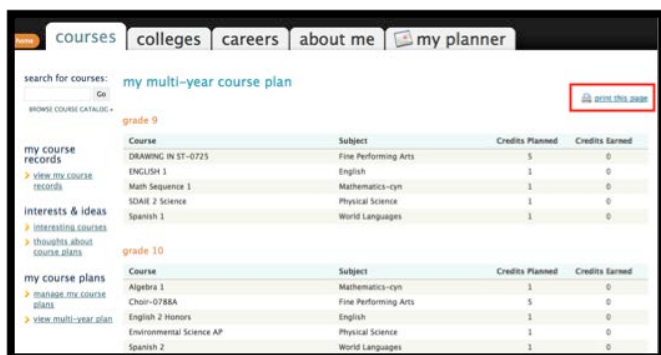 home courses colleges careers about me my planner
search for courses:
Go
BROWSE COURSE CATALOG
my course
records
view my course
records
interests & ideas
interesting courses
thoughts about
course plans
my course plans
manage my course
plans
view multi-year plan
my multi-year course plan
print this page
grade 9
Course Subject Credits Planned Credits Earned
DRAWING IN ST-0725 Fine Performing Arts 5 0
ENGLISH 1 English 1 0
Math Sequence 1 Mathematics-cyn 1 0
SDAIE 2 Science Physical Science 1 0
Spanish 1 World Languages 1 0
grade 10
Course Subject Credits Planned Credits Earned
Algebra 1 Mathematics-cyn 1 0
Choir-0788A Fine Performing Arts 5 0
English 2 Honors English 1 0
Environmental Science AP Physical Science 1 0
Spanish 2 World Languages 1 0